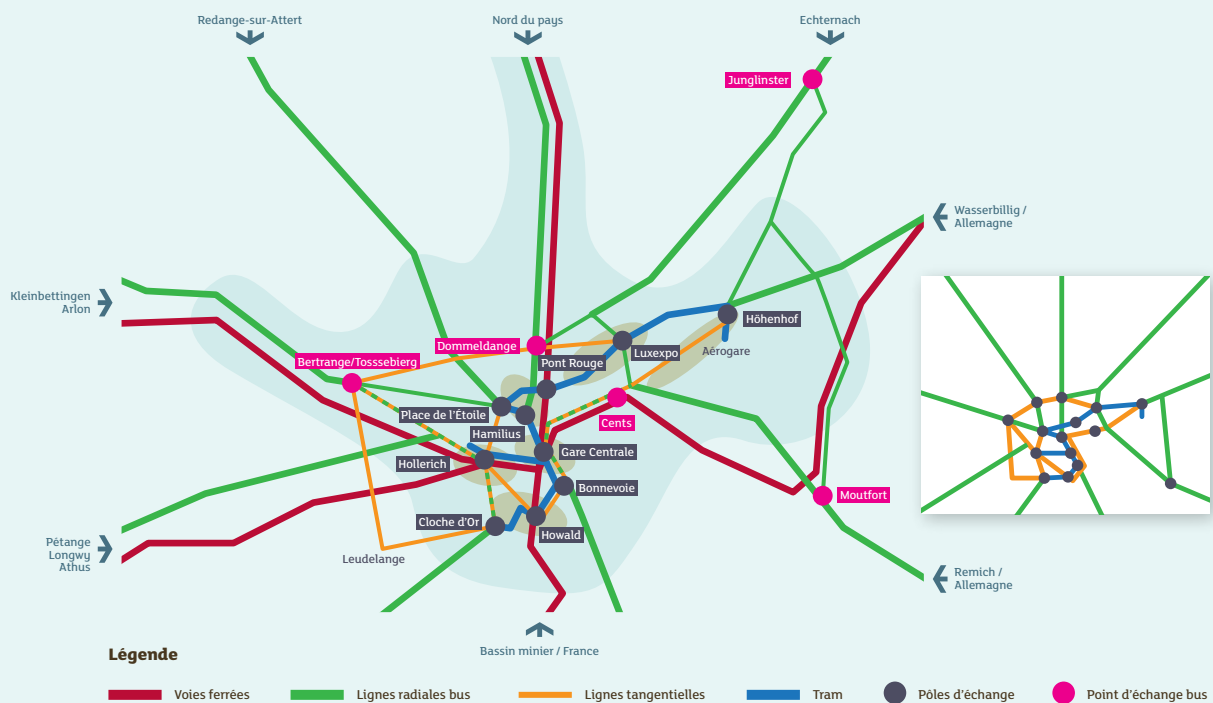 Redange-sur-Attert
Nord du pays
Echternach
Junglinster
Wasserbillig /
Allemagne
Kleinbettingen
Arlon
Höhenhof
Dommeldange
Luxexpo
Aérogare
Bertrange/Tosssebierg
Pont Rouge
Place de l'Étoile
Cents
Hamilius
Gare Centrale
Hollerich
Bonnevoie
Moutfort
Cloche d'Or
Howald
Pétange
Longwy
Athus
Leudelange
Remich /
Allemagne
Bassin minier / France
Légende
Voies ferrées
Lignes radiales bus
Lignes tangentielles
Tram
Pôles d'échange
Point d'échange bus